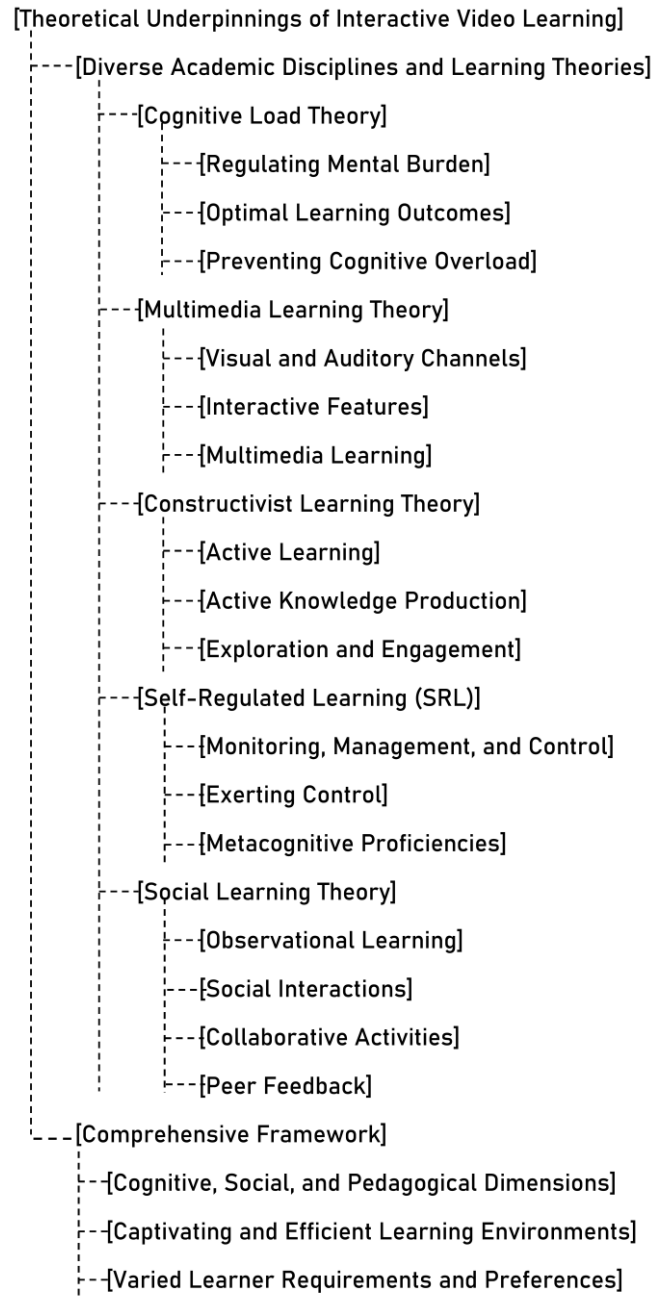 [Theoretical Underpinnings of Interactive Video Learning]
[Diverse Academic Disciplines and Learning Theories]
[Cognitive Load Theory]
[Regulating Mental Burden]
[Optimal Learning Outcomes]
[Preventing Cognitive Overload]
[Multimedia Learning Theory]
[Visual and Auditory Channels]
[Interactive Features]
[Multimedia Learning]
[Constructivist Learning Theory]
[Active Learning]
[Active Knowledge Production]
[Exploration and Engagement]
[Self-Regulated Learning (SRL)]
[Monitoring, Management, and Control]
[Exerting Control]
[Metacognitive Proficiencies]
[Social Learning Theory]
[Observational Learning]
[Social Interactions]
[Collaborative Activities]
[Peer Feedback]
[Comprehensive Framework]
[Cognitive, Social, and Pedagogical Dimensions]
[Captivating and Efficient Learning Environments]
[Varied Learner Requirements and Preferences]